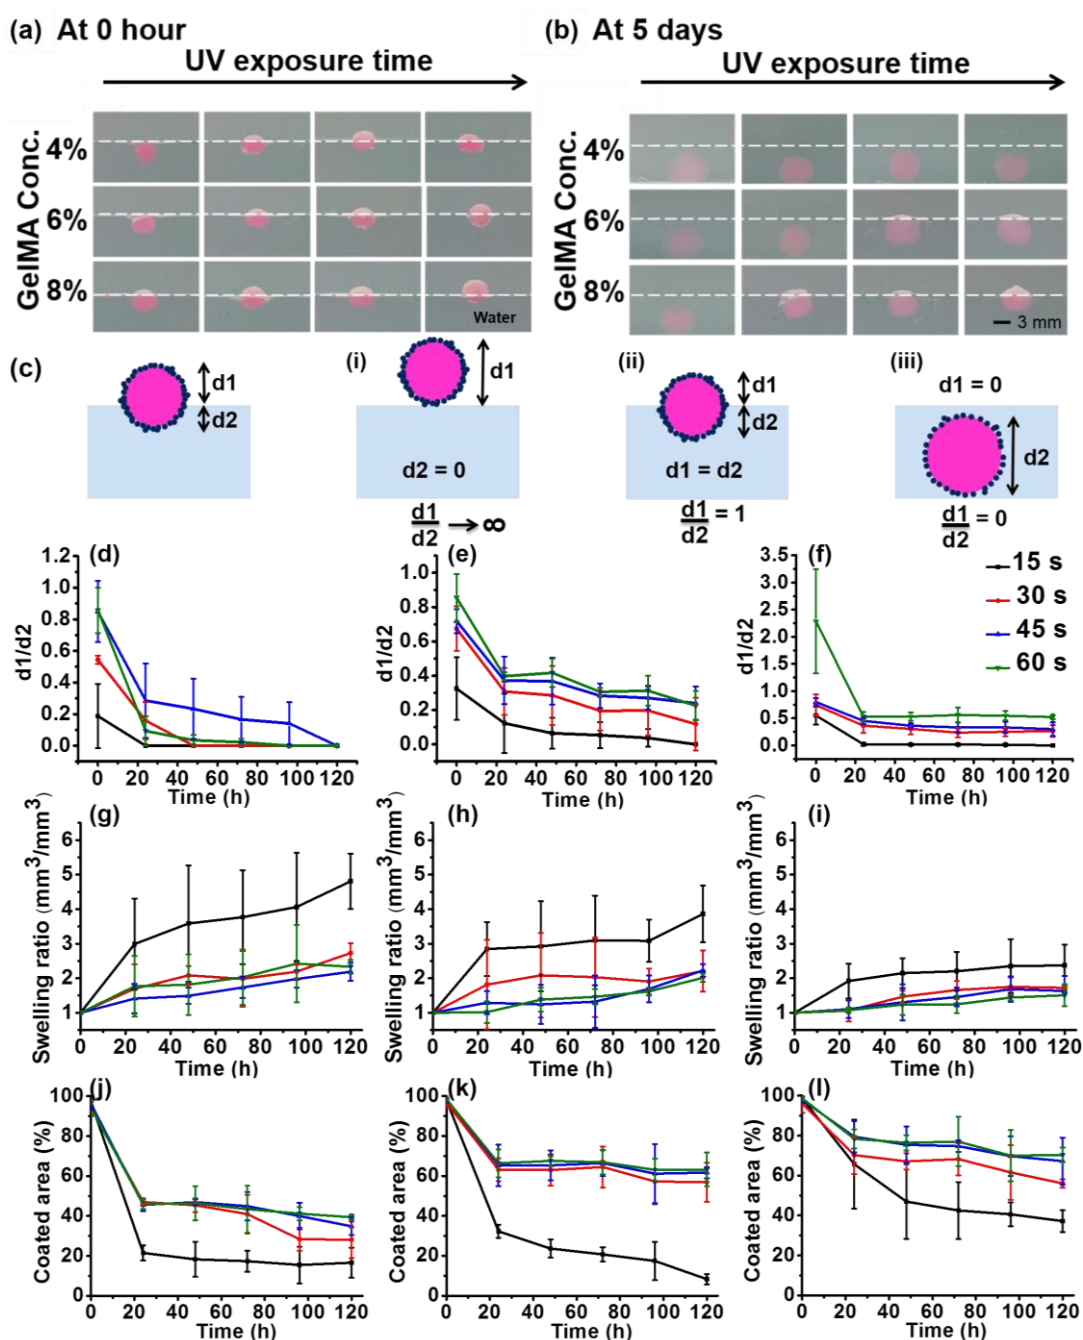 (a) At 0 hour
(b) At 5 days
UV exposure time
UV exposure time
GelMA Conc.
4%
6%
8%
Water
GelMA Conc.
4%
6%
8%
3 mm
(c)
d1
d2
(i)
d1
d2 = 0
d1/d2 → ∞
(ii)
d1
d2
d1 = d2
d1/d2 = 1
(iii)
d1 = 0
d2
d1/d2 = 0
(d)
d1/d2
1.2
1.0
0.8
0.6
0.4
0.2
0.0
0 20 40 60 80 100 120
Time (h)
(e)
d1/d2
1.0
0.8
0.6
0.4
0.2
0.0
0 20 40 60 80 100 120
Time (h)
(f)
d1/d2
3.5
3.0
2.5
2.0
1.5
1.0
0.5
0.0
0 20 40 60 80 100 120
Time (h)
15 s
30 s
45 s
60 s
(g)
Swelling ratio (mm³/mm³)
6
5
4
3
2
1
0 20 40 60 80 100 120
Time (h)
(h)
Swelling ratio (mm³/mm³)
6
5
4
3
2
1
0 20 40 60 80 100 120
Time (h)
(i)
Swelling ratio (mm³/mm³)
6
5
4
3
2
1
0 20 40 60 80 100 120
Time (h)
(j)
Coated area (%)
100
80
60
40
20
0
0 20 40 60 80 100 120
Time (h)
(k)
Coated area (%)
100
80
60
40
20
0
0 20 40 60 80 100 120
Time (h)
(l)
Coated area (%)
100
80
60
40
20
0
0 20 40 60 80 100 120
Time (h)